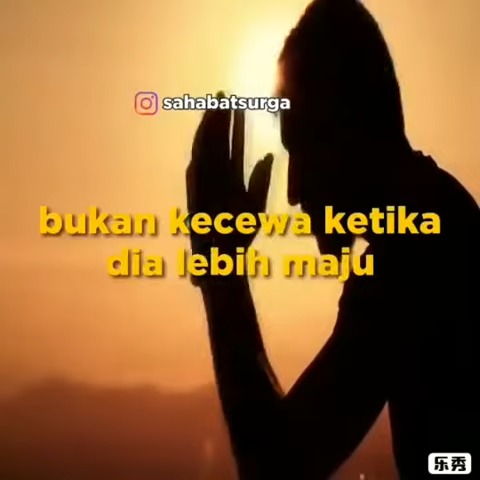 sahabatsurga
bukan kecewa ketika
dia lebih maju
乐秀